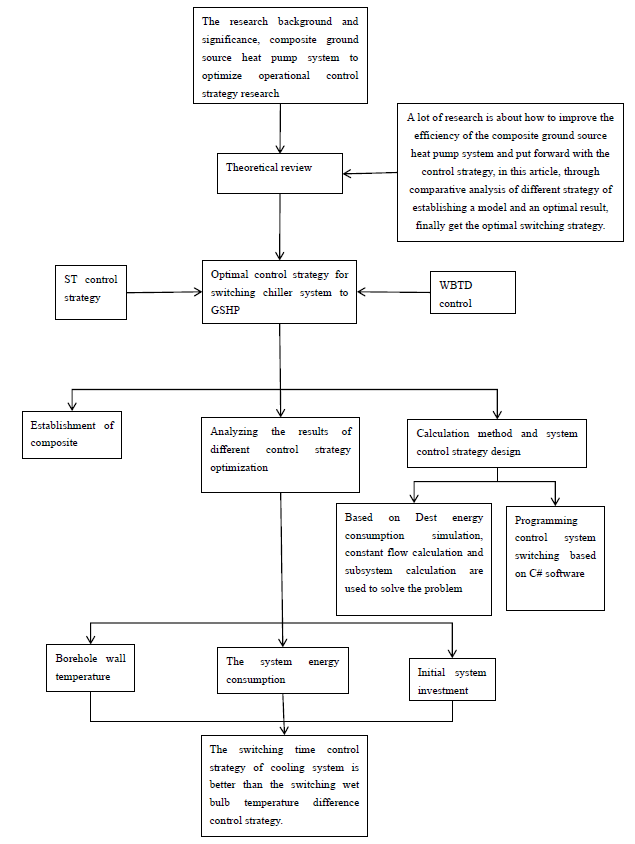 The research background and
significance, composite ground
source heat pump system to
optimize operational control
strategy research
Theoretical review
A lot of research is about how to improve the
efficiency of the composite ground source
heat pump system and put forward with the
control strategy, in this article, through
comparative analysis of different strategy of
establishing a model and an optimal result,
finally get the optimal switching strategy.
ST control
strategy
Optimal control strategy for
switching chiller system to
GSHP
WBTD
control
Establishment of
composite
Analyzing the results of
different control strategy
optimization
Calculation method and system
control strategy design
Based on Dest energy
consumption simulation,
constant flow calculation and
subsystem calculation are
used to solve the problem
Programming
control system
switching based
on C# software
Borehole wall
temperature
The system energy
consumption
Initial system
investment
The switching time control
strategy of cooling system is
better than the switching wet
bulb temperature difference
control strategy.